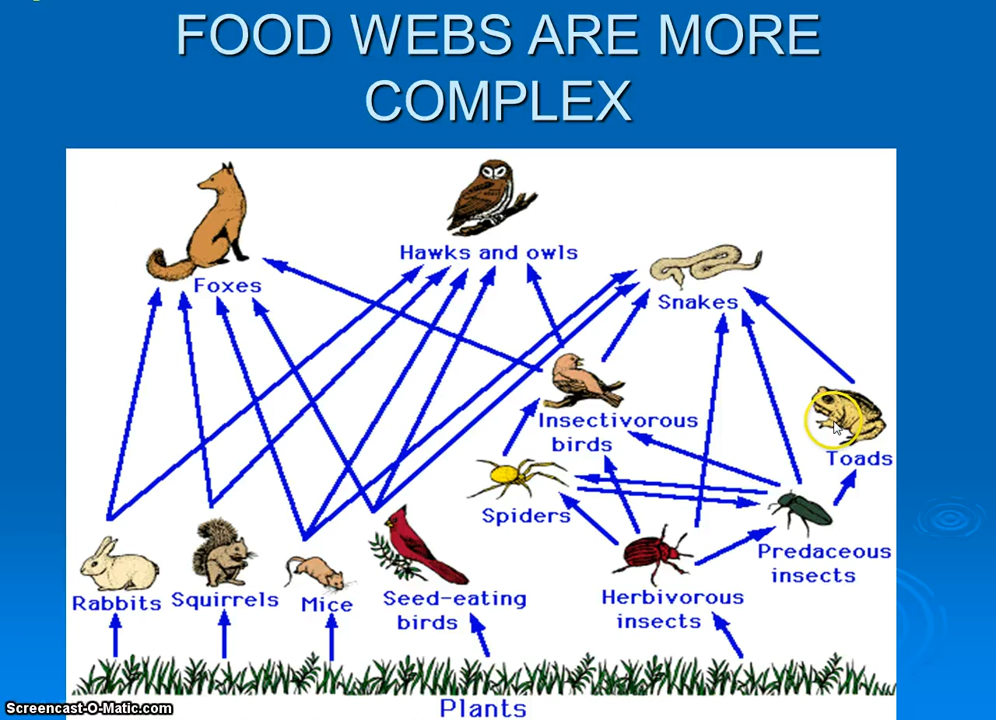 FOOD WEBS ARE MORE
COMPLEX
Hawks and owls
Foxes
Snakes
Insectivorous
birds
Toads
Spiders
Predaceous
insects
Rabbits
Squirrels
Mice
Seed-eating
birds
Herbivorous
insects
Plants
Screencast-O-Matic.com